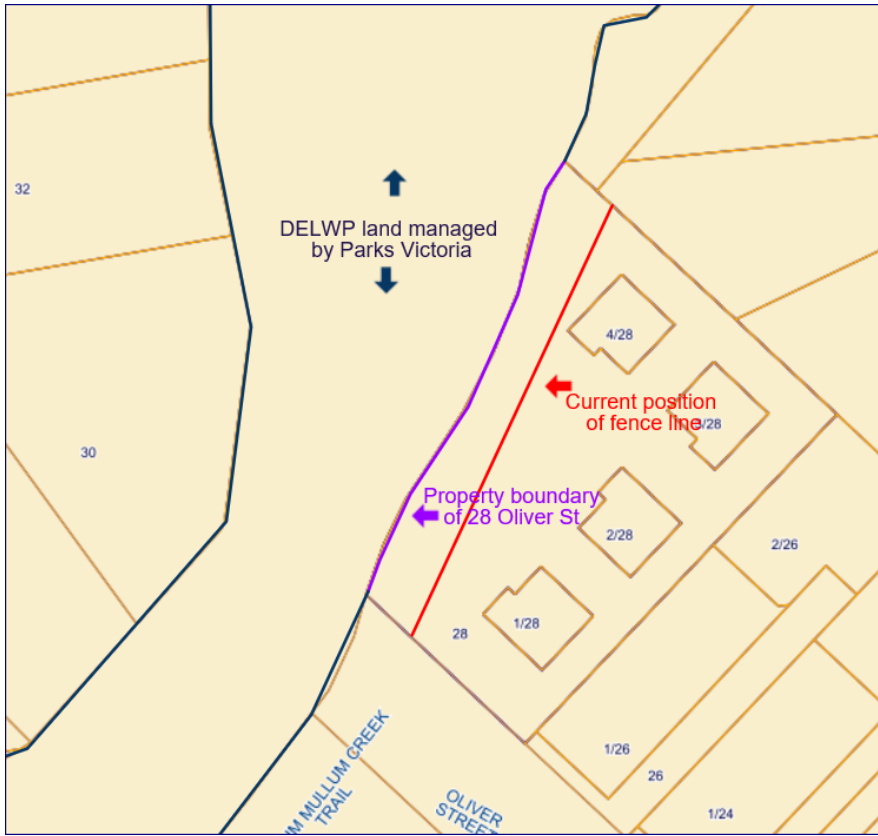 32
DELWP land managed
by Parks Victoria
4/28
Current position
of fence line
3/28
30
Property boundary
of 28 Oliver St
2/28
2/26
1/28
28
1/26
26
1/24
MULLUM CREEK
TRAIL
OLIVER
STREET